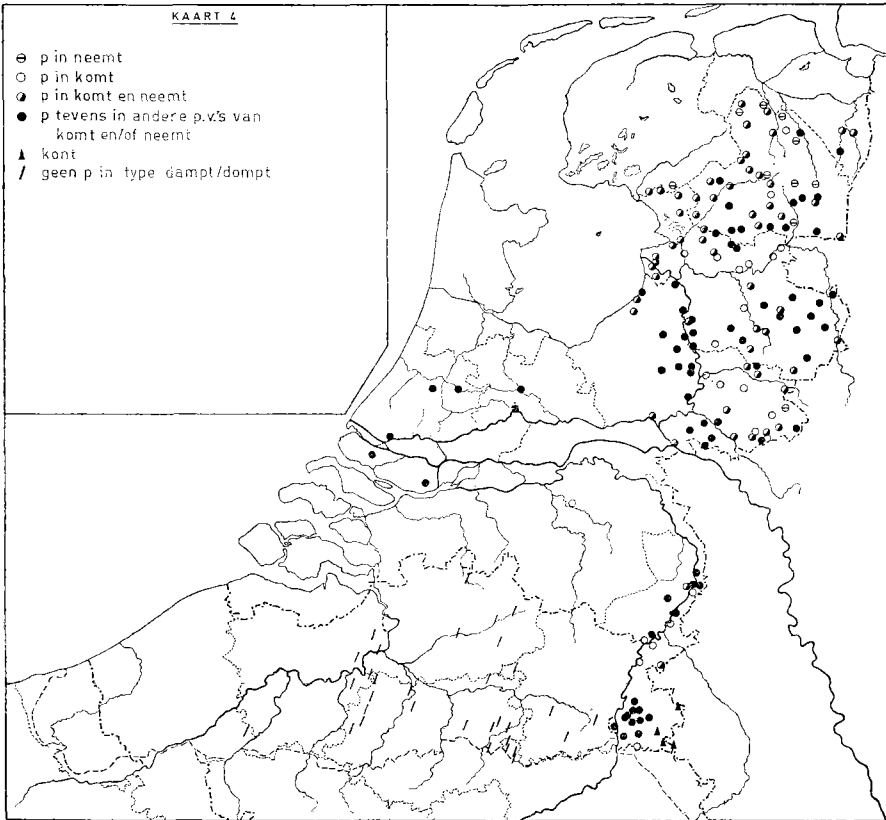 KAART 4
p in neemt
p in komt
p in komt en neemt
p tevens in andere p.v.'s van
komt en/of neemt
kont
geen p in type dampt/dompt